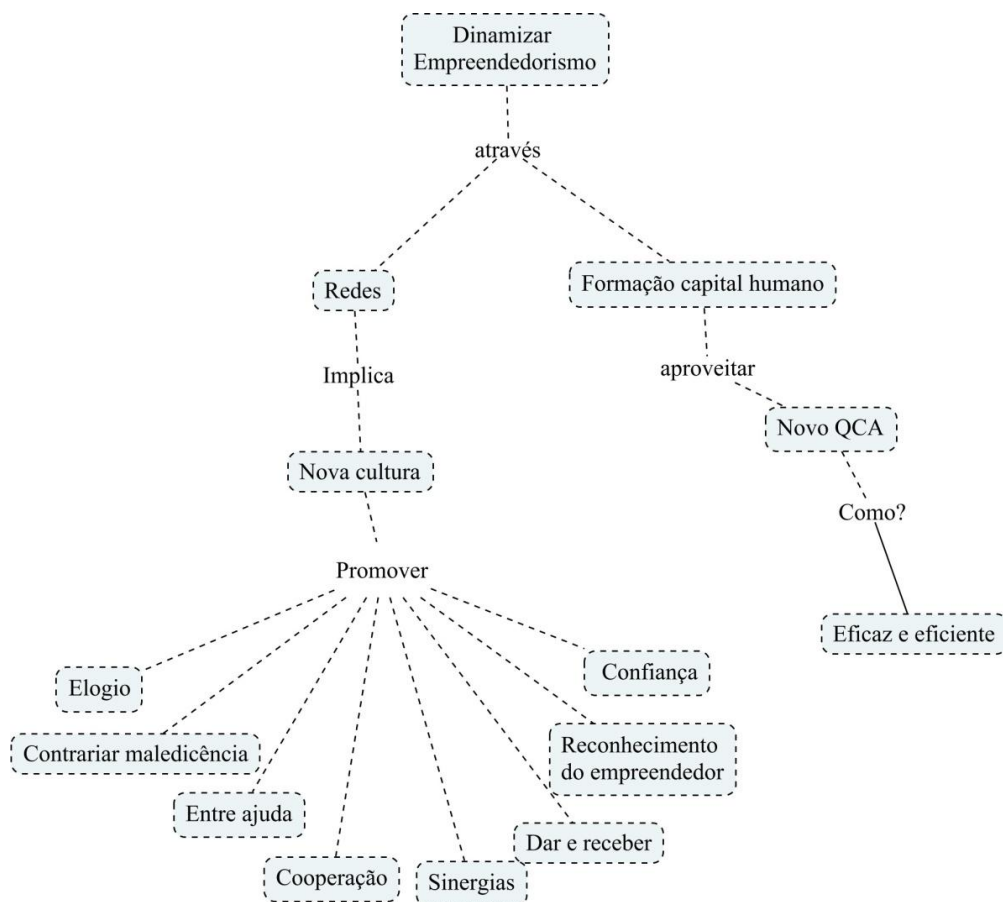 Dinamizar
Empreendedorismo
através
Redes
Formação capital humano
Implica
aproveitar
Novo QCA
Nova cultura
Como?
Promover
Eficaz e eficiente
Elogio
Confiança
Contrariar maledicência
Reconhecimento
do empreendedor
Entre ajuda
Dar e receber
Cooperação
Sinergias